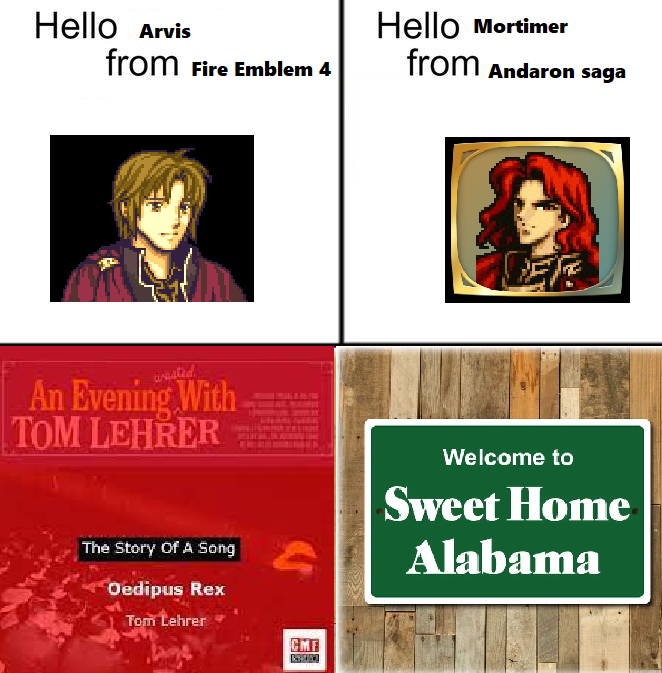 Hello Arvis
from Fire Emblem 4
Hello Mortimer
from Andaron saga
wasted
An Evening With
TOM LEHRER
The Story Of A Song
Oedipus Rex
Tom Lehrer
CMF
Welcome to
Sweet Home
Alabama